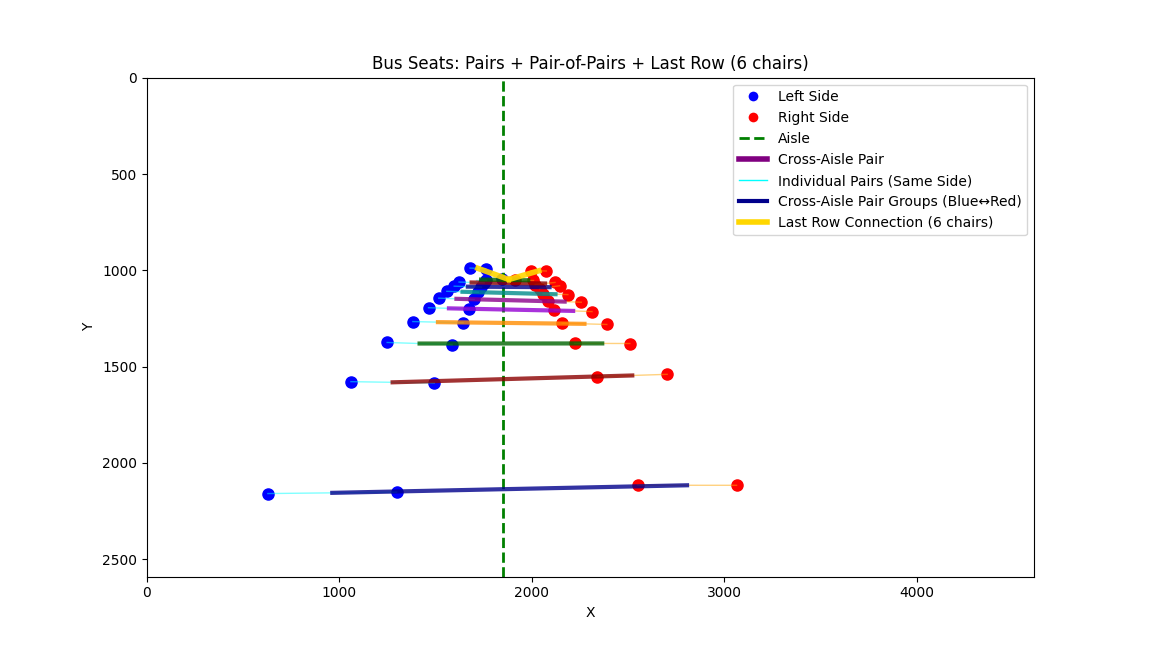 Bus Seats: Pairs + Pair-of-Pairs + Last Row (6 chairs)
Left Side
Right Side
Aisle
Cross-Aisle Pair
Individual Pairs (Same Side)
Cross-Aisle Pair Groups (Blue↔Red)
Last Row Connection (6 chairs)
0
500
1000
1500
2000
2500
Y
0
1000
2000
3000
4000
X